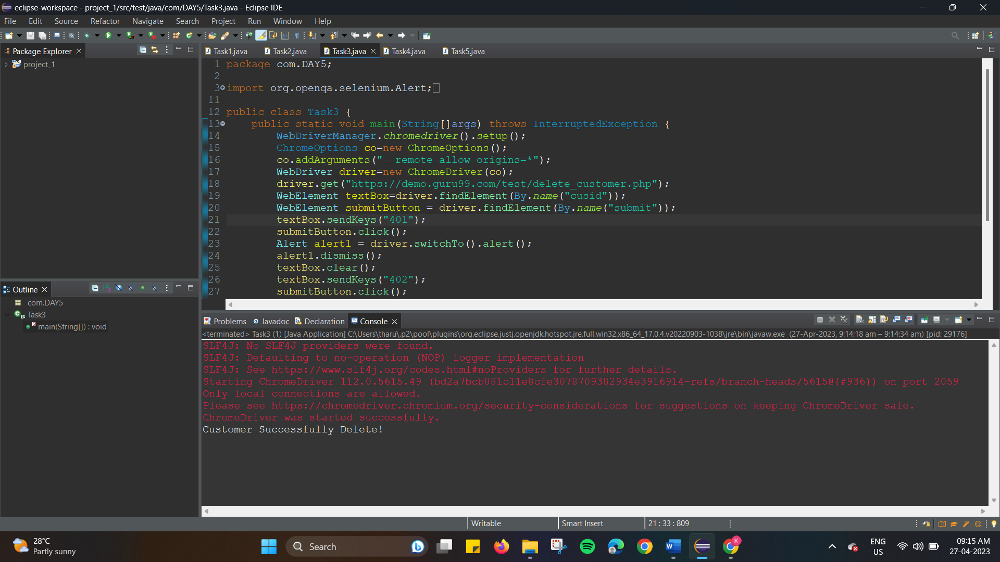 eclipse-workspace - project_1/src/test/java/com/DAY5/Task3.java - Eclipse IDE
File Edit Source Refactor Navigate Search Project Run Window Help
Package Explorer
project_1
Task1.java Task2.java Task3.java Task4.java Task5.java
1 package com.DAY5;
2
3 import org.openqa.selenium.Alert;
11
12 public class Task3 {
13 public static void main(String[]args) throws InterruptedException {
14 WebDriverManager.chromedriver().setup();
15 ChromeOptions co=new ChromeOptions();
16 co.addArguments("--remote-allow-origins=*");
17 WebDriver driver=new ChromeDriver(co);
18 driver.get("https://demo.guru99.com/test/delete_customer.php");
19 WebElement textBox=driver.findElement(By.name("cusid"));
20 WebElement submitButton = driver.findElement(By.name("submit"));
21 textBox.sendKeys("401");
22 submitButton.click();
23 Alert alert1 = driver.switchTo().alert();
24 alert1.dismiss();
25 textBox.clear();
26 textBox.sendKeys("402");
27 submitButton.click();
Outline
com.DAY5
Task3
main(String[]) : void
Problems Javadoc Declaration Console
<terminated> Task3 (1) [Java Application] C:\Users\tharu\.p2\pool\plugins\org.eclipse.justj.openjdk.hotspot.jre.full.win32.x86_64_17.0.4.v20220903-1038\jre\bin\javaw.exe (27-Apr-2023, 9:14:18 am – 9:14:34 am) [pid: 29176]
SLF4J: No SLF4J providers were found.
SLF4J: Defaulting to no-operation (NOP) logger implementation
SLF4J: See https://www.slf4j.org/codes.html#noProviders for further details.
Starting ChromeDriver 112.0.5615.49 (bd2a7bcb881c11e8cfe3078709382934e3916914-refs/branch-heads/5615@{#936}) on port 2059
Only local connections are allowed.
Please see https://chromedriver.chromium.org/security-considerations for suggestions on keeping ChromeDriver safe.
ChromeDriver was started successfully.
Customer Successfully Delete!
Writable Smart Insert 21 : 33 : 809
28°C
Partly sunny
Search
K
ENG
US
09:15 AM
27-04-2023